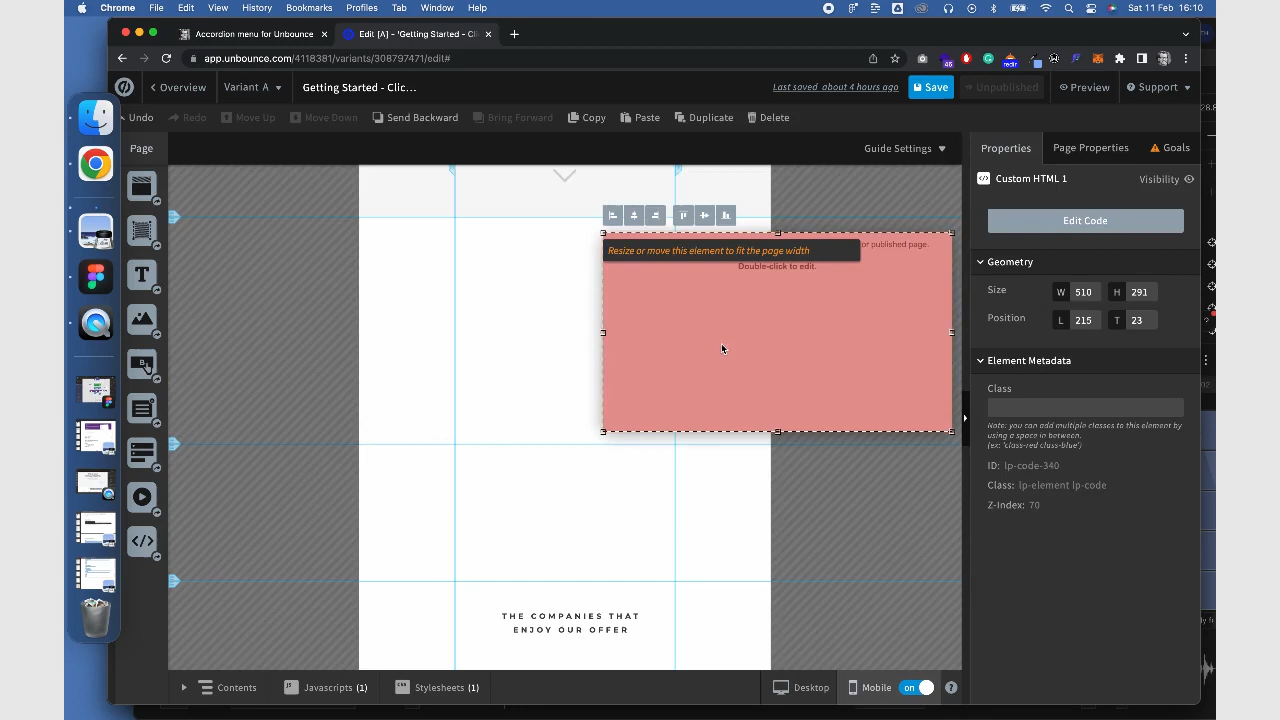 Chrome File Edit View History Bookmarks Profiles Tab Window Help Sat 11 Feb 16:10
Accordion menu for Unbounce Edit [A] - 'Getting Started - Cli
app.unbounce.com/4118381/variants/308797471/edit#
46 redir
Overview Variant A Getting Started - Clic... Last saved about 4 hours ago Save Unpublished Preview Support
Undo Redo Move Up Move Down Send Backward Bring Forward Copy Paste Duplicate Delete
Page Guide Settings Properties Page Properties Goals
Custom HTML 1 Visibility
Edit Code
Resize or move this element to fit the page width or published page.
Double-click to edit.
Geometry
Size W 510 H 291
Position L 215 T 23
Element Metadata
Class
Note: you can add multiple classes to this element by
using a space in between.
(ex: 'class-red class-blue')
ID: lp-code-340
Class: lp-element lp-code
Z-Index: 70
THE COMPANIES THAT
ENJOY OUR OFFER
Contents Javascripts (1) Stylesheets (1) Desktop Mobile on